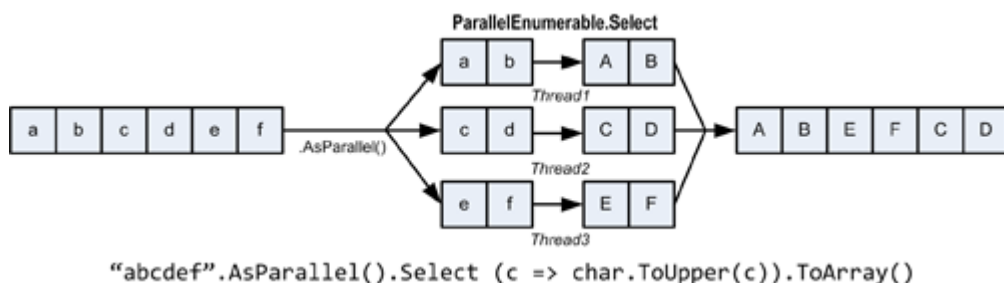 ParallelEnumerable.Select
a b A B
Thread1
a b c d e f .AsParallel() c d C D A B E F C D
Thread2
e f E F
Thread3
“abcdef”.AsParallel().Select (c => char.ToUpper(c)).ToArray()